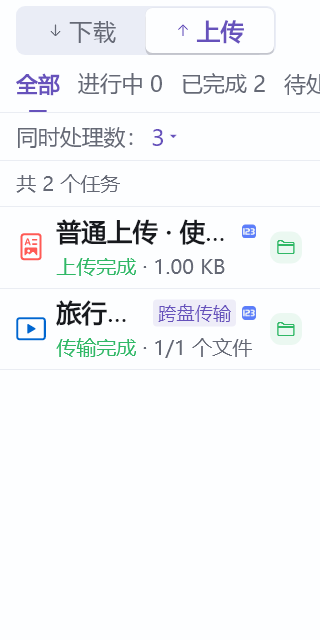 ↓ 下载 ↑ 上传
全部 进行中 0 已完成 2 待处
同时处理数： 3
共 2 个任务
普通上传 · 使... 123
上传完成 · 1.00 KB
旅行... 跨盘传输 123
传输完成 · 1/1 个文件